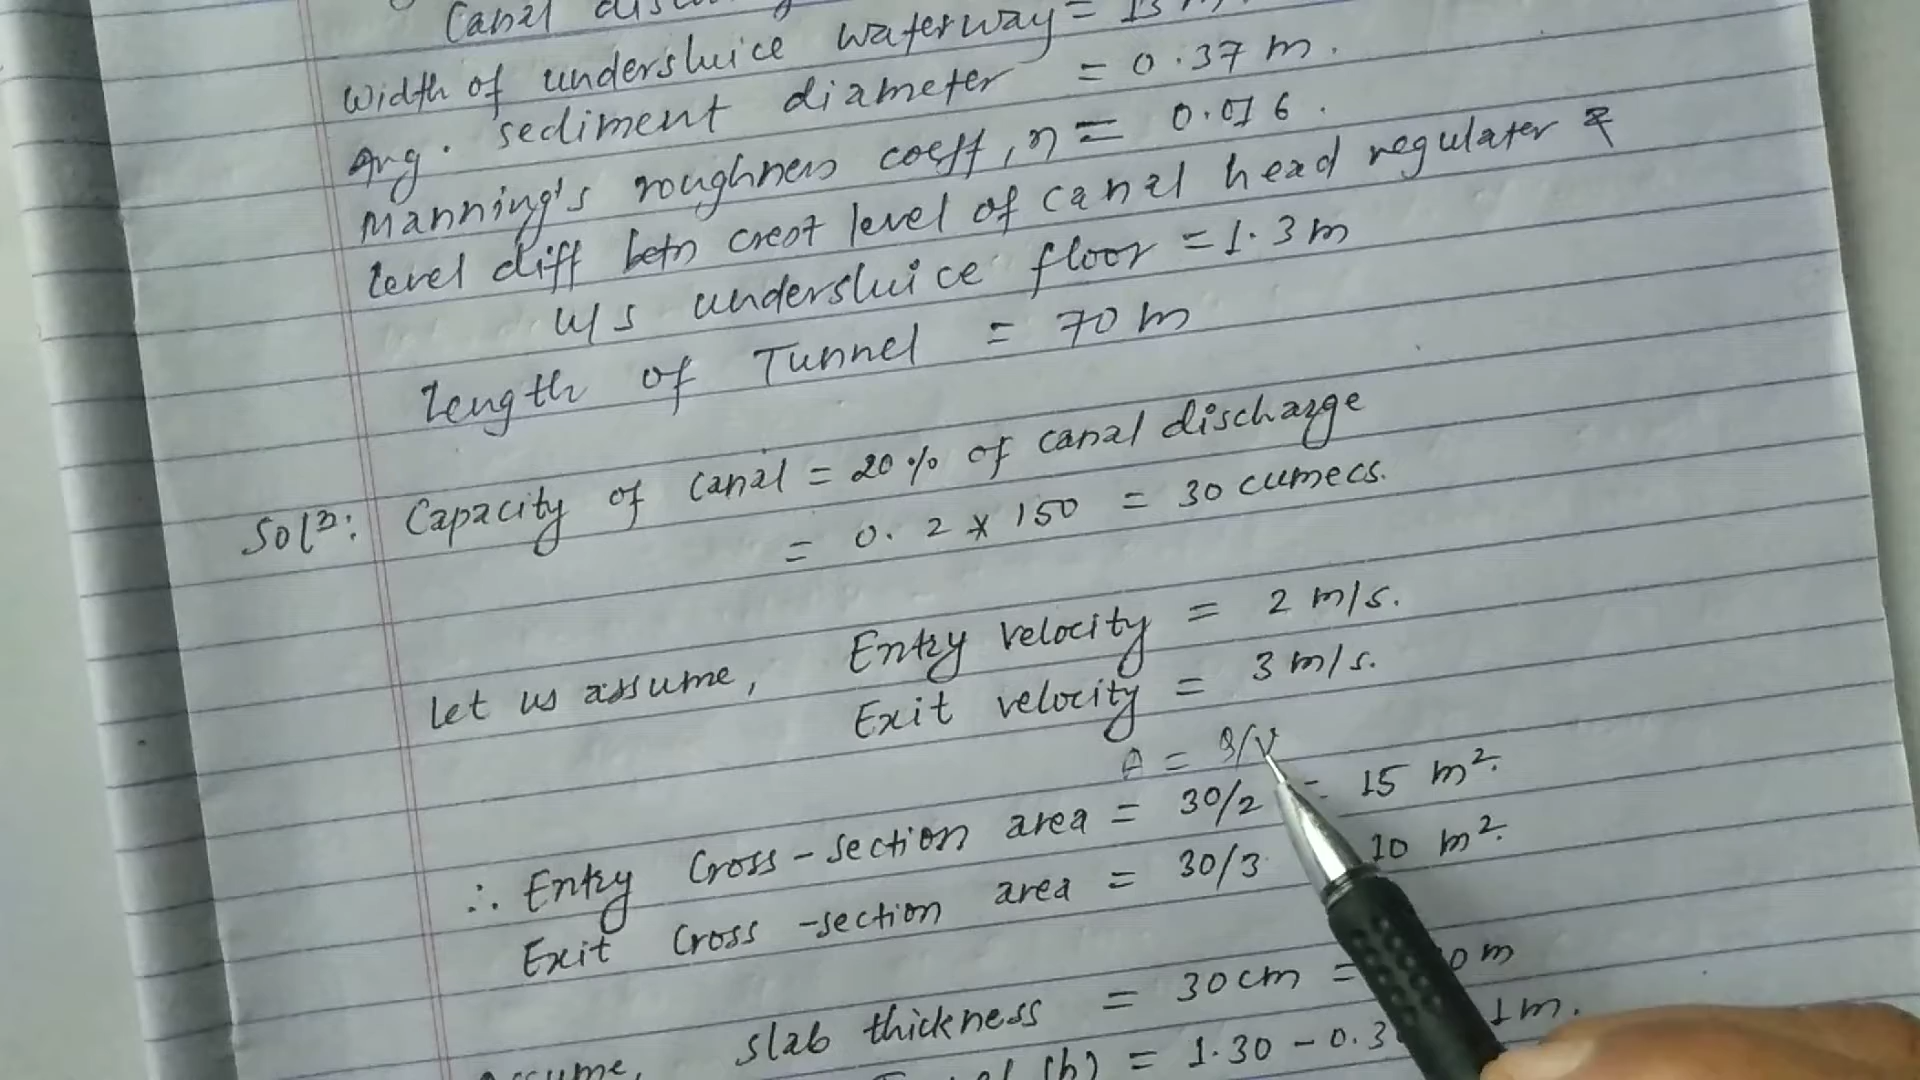 Canal
Width of undersluice waterway = 15 m
Avg. sediment diameter = 0.37 m.
Manning's roughness coeff, n = 0.016.
level diff betn crest level of canal head regulater &
u/s undersluice floor = 1.3 m
length of Tunnel = 70 m
Solⁿ: Capacity of canal = 20% of canal discharge
= 0.2 * 150 = 30 cumecs.
let us assume, Entry velocity = 2 m/s.
Exit velocity = 3 m/s.
A = Q/V
∴ Entry Cross-section area = 30/2 = 15 m².
Exit Cross-section area = 30/3 10 m².
slab thickness = 30 cm = 0 m
(h) = 1.30 - 0.3 1m.